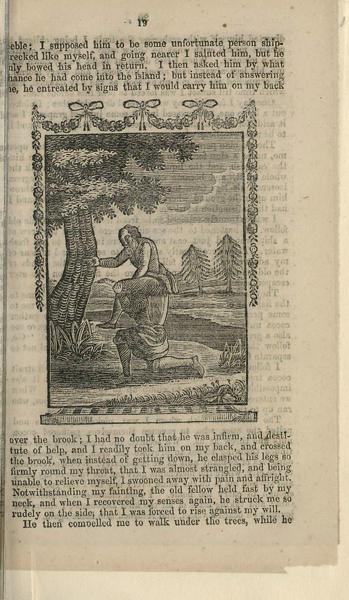 19
eeble; I supposed him to be some unfortunate person ship-
recked like myself, and going nearer I saluted him, but he
nly bowed his head in return. I then asked him by what
hance he had come into the island; but instead of answering
me, he entreated by signs that I would carry him on my back
over the brook; I had no doubt that he was infirm, and desti-
tute of help, and I readily took him on my back, and crossed
the brook, when instead of getting down, he clasped his legs so
firmly round my throat, that I was almost strangled, and being
unable to relieve myself, I swooned away with pain and affright.
Notwithstanding my fainting, the old fellow held fast by my
neck, and when I recovered my senses again, he struck me so
rudely on the side, that I was forced to rise against my will.
He then compelled me to walk under the trees, while he